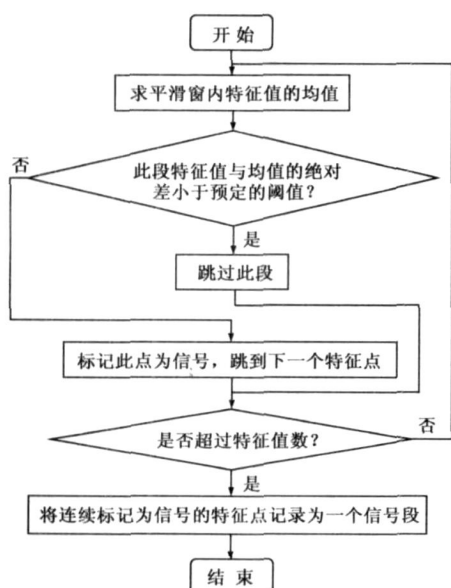 开始
求平滑窗内特征值的均值
否
此段特征值与均值的绝对
差小于预定的阈值？
是
跳过此段
标记此点为信号，跳到下一个特征点
否
是否超过特征值数？
是
将连续标记为信号的特征点记录为一个信号段
结束